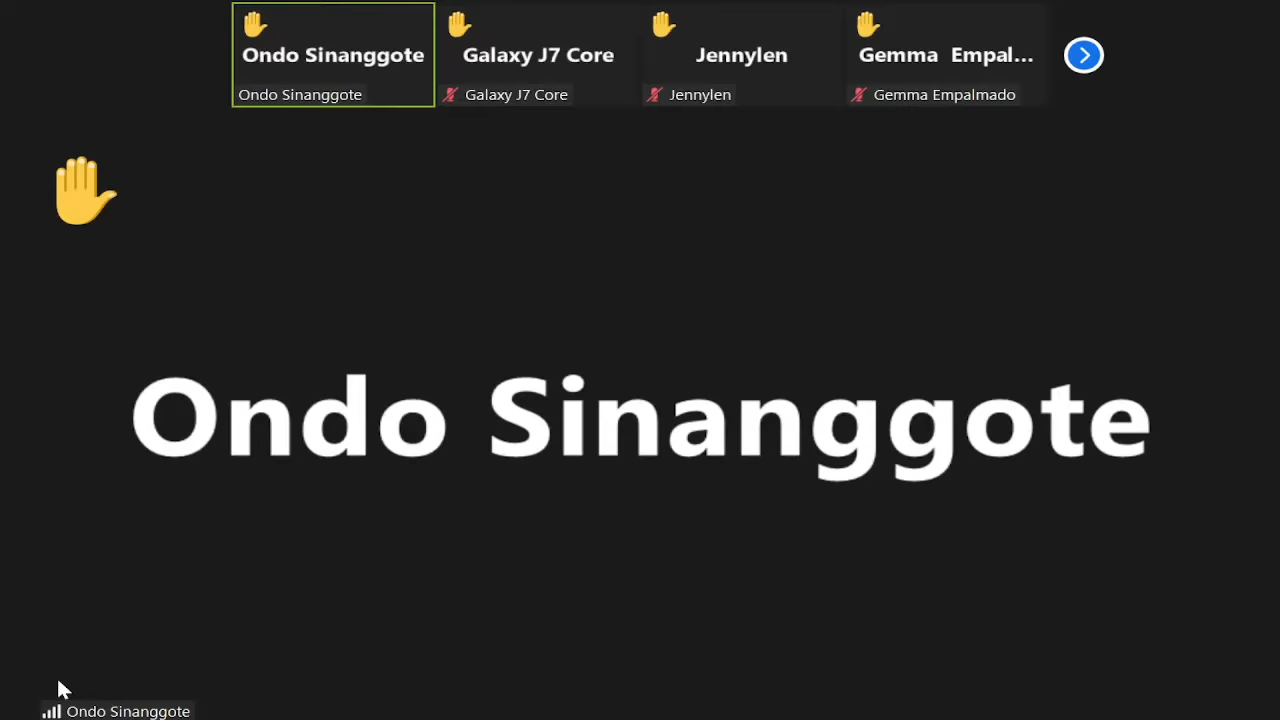 Ondo Sinanggote
Galaxy J7 Core
Jennylen
Gemma Empal...
Ondo Sinanggote
Galaxy J7 Core
Jennylen
Gemma Empalmado
Ondo Sinanggote
Ondo Sinanggote